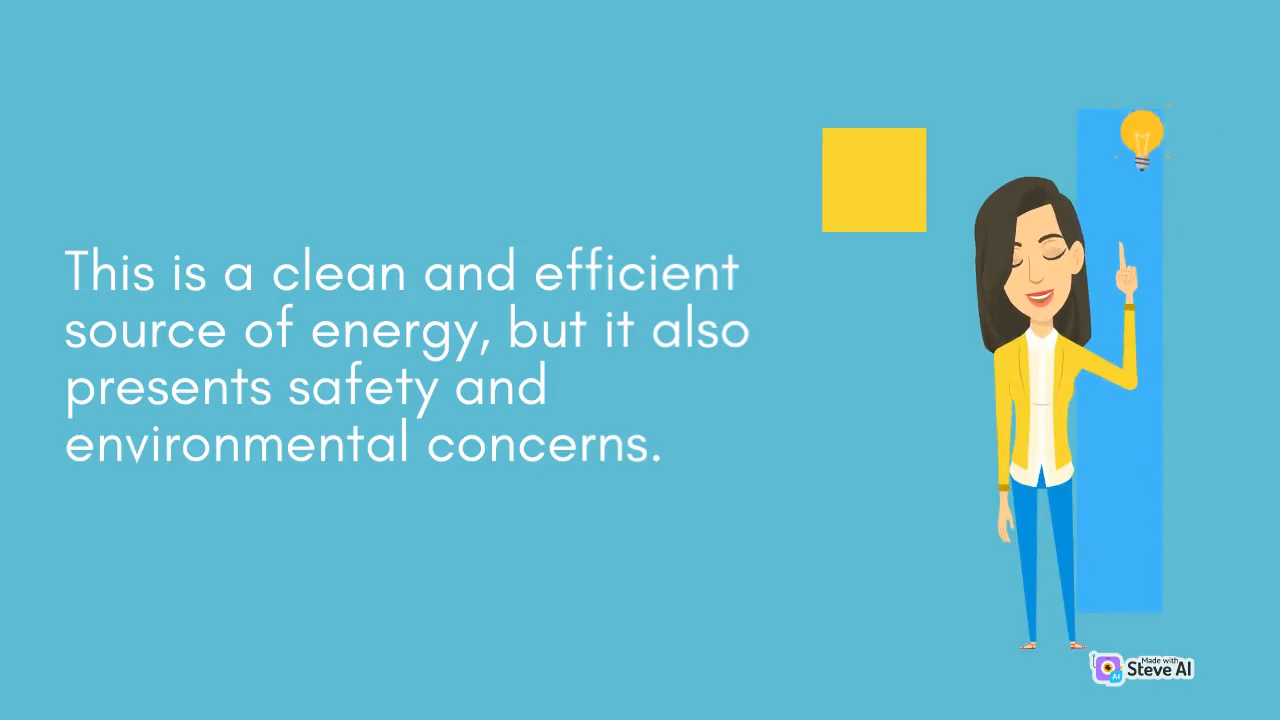 This is a clean and efficient
source of energy, but it also
presents safety and
environmental concerns.
Made with
Steve AI
AI